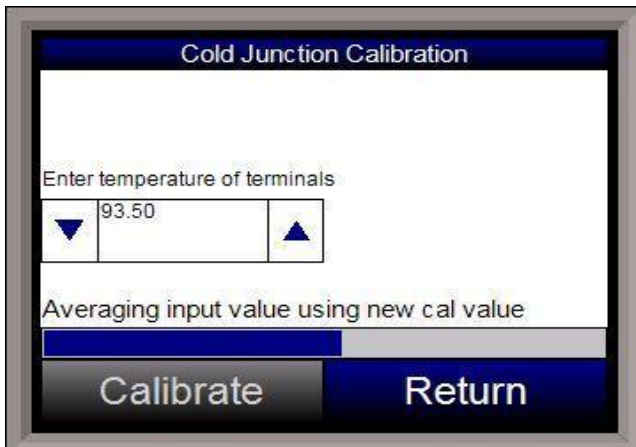 Cold Junction Calibration
Enter temperature of terminals
93.50
Averaging input value using new cal value
Calibrate
Return